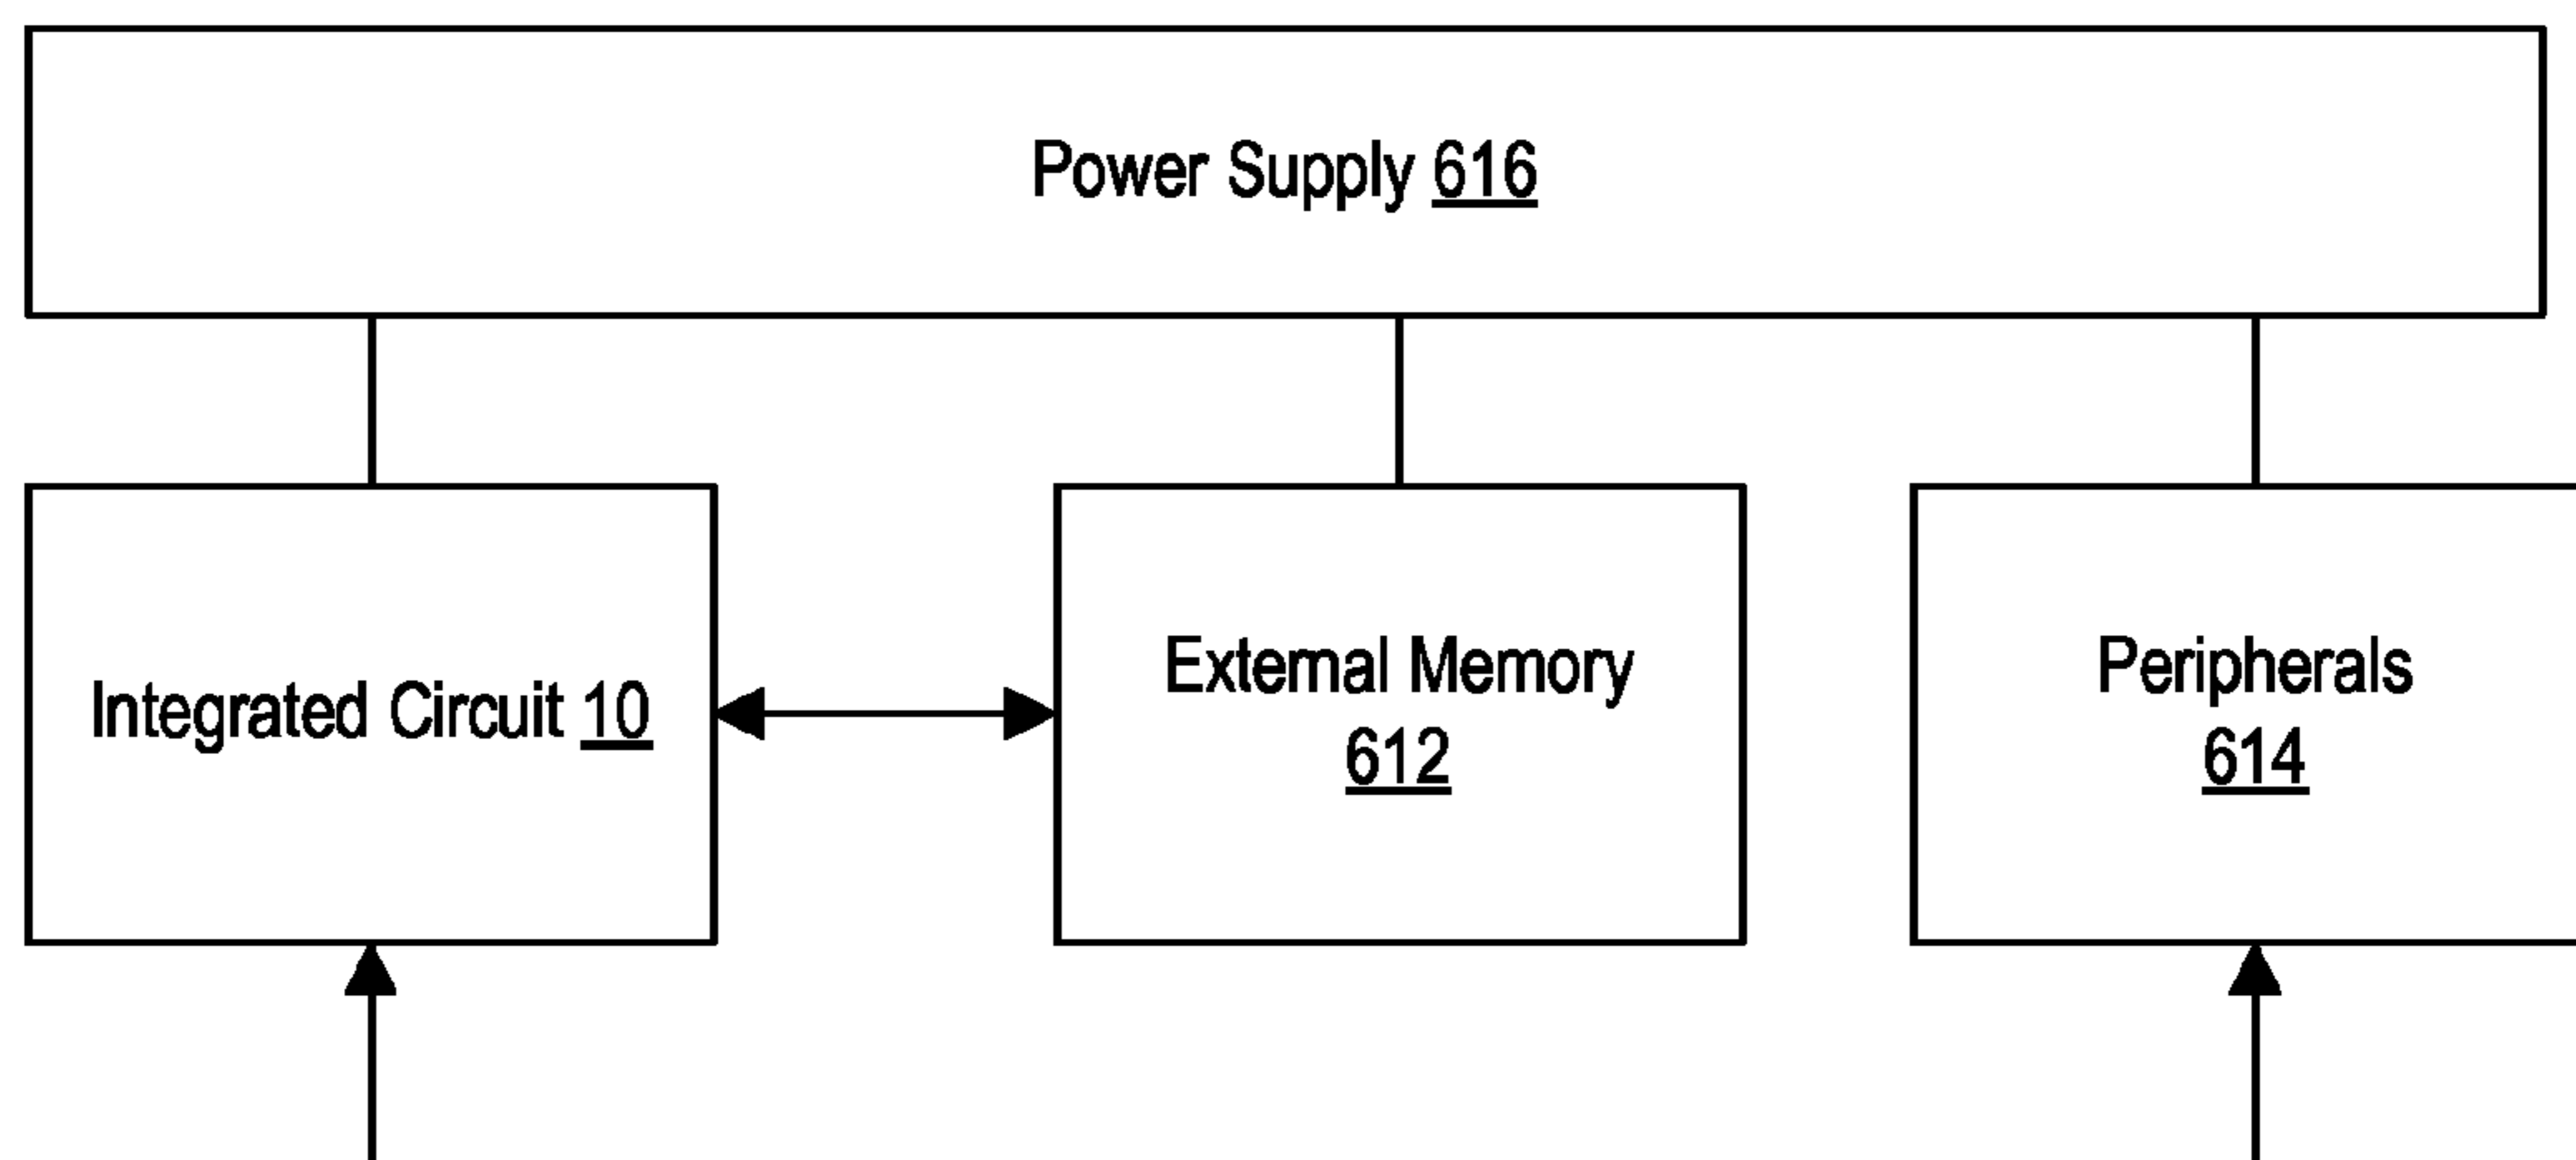 Power Supply 616
Integrated Circuit 10
External Memory
612
Peripherals
614